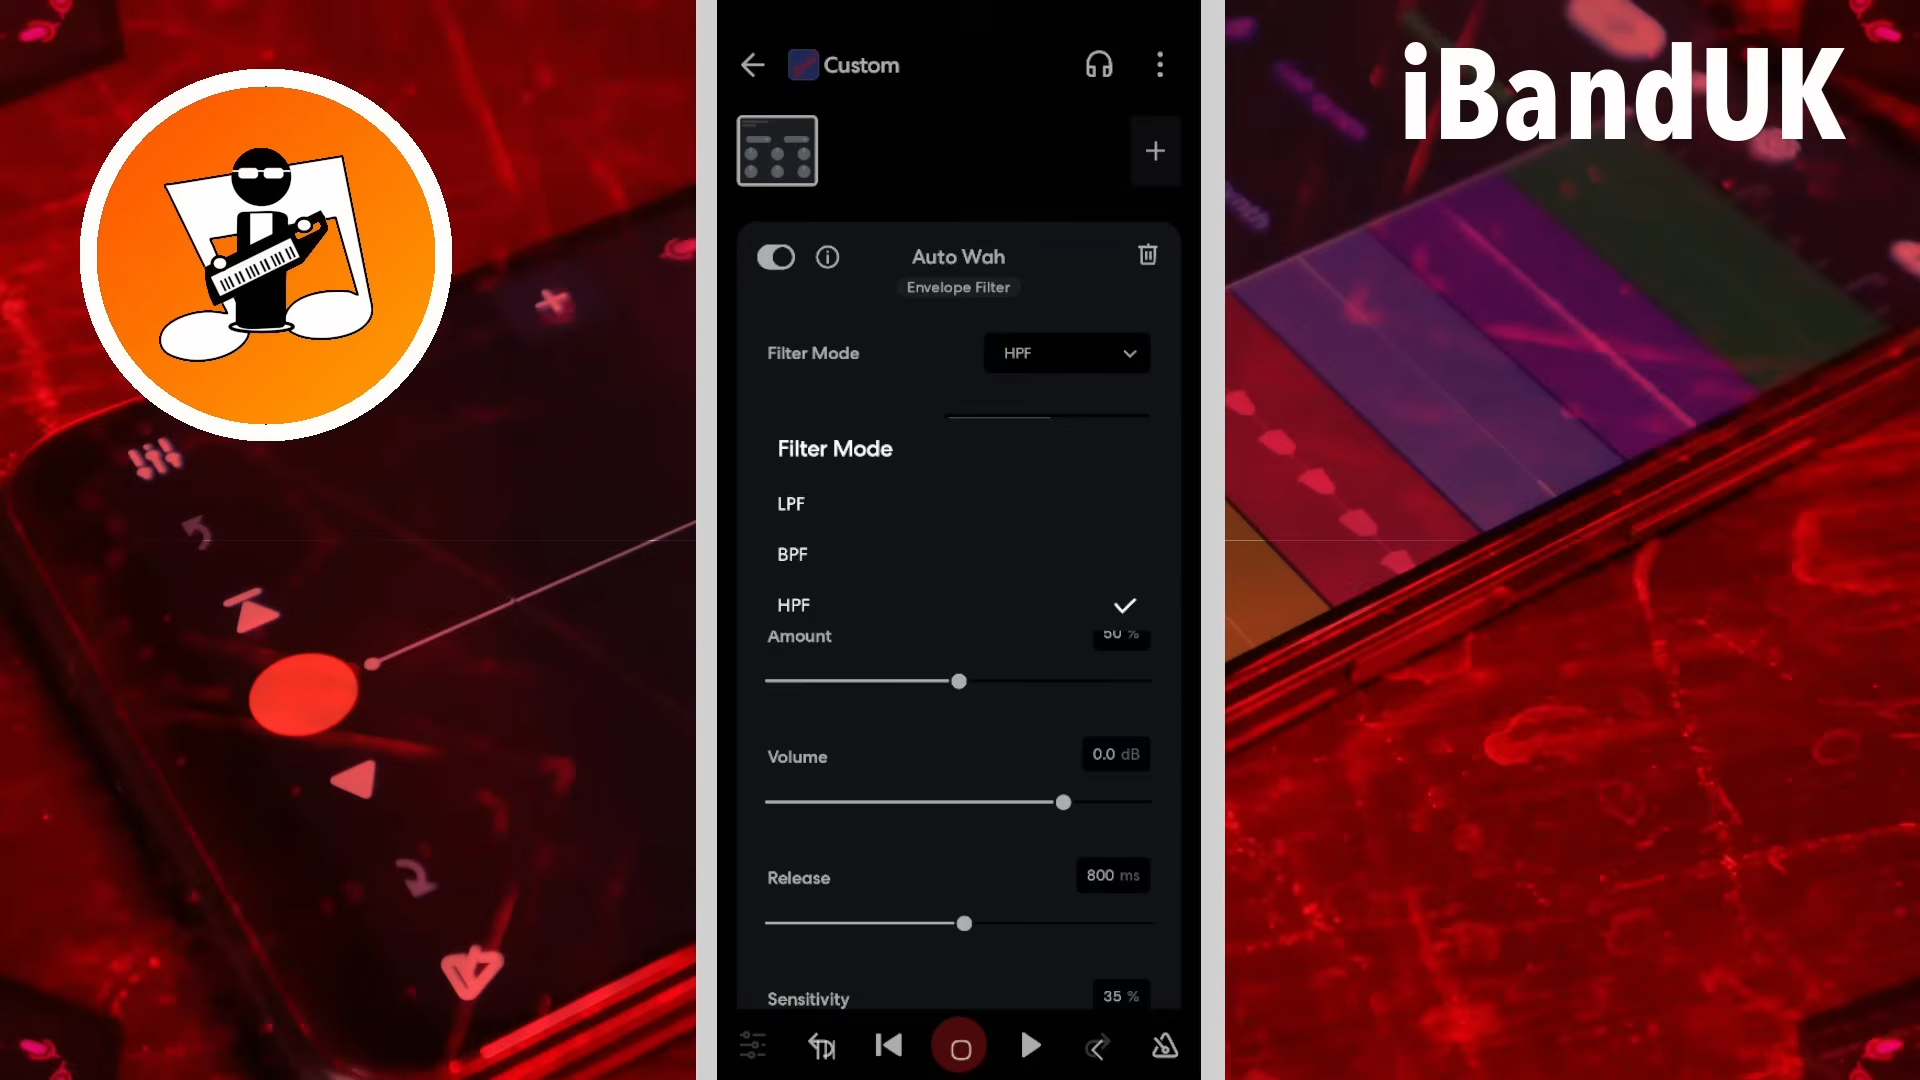 iBandUK
Custom
Auto Wah
Envelope Filter
Filter Mode
HPF
Filter Mode
LPF
BPF
HPF
Amount
50 %
Volume
0.0 dB
Release
800 ms
Sensitivity
35 %